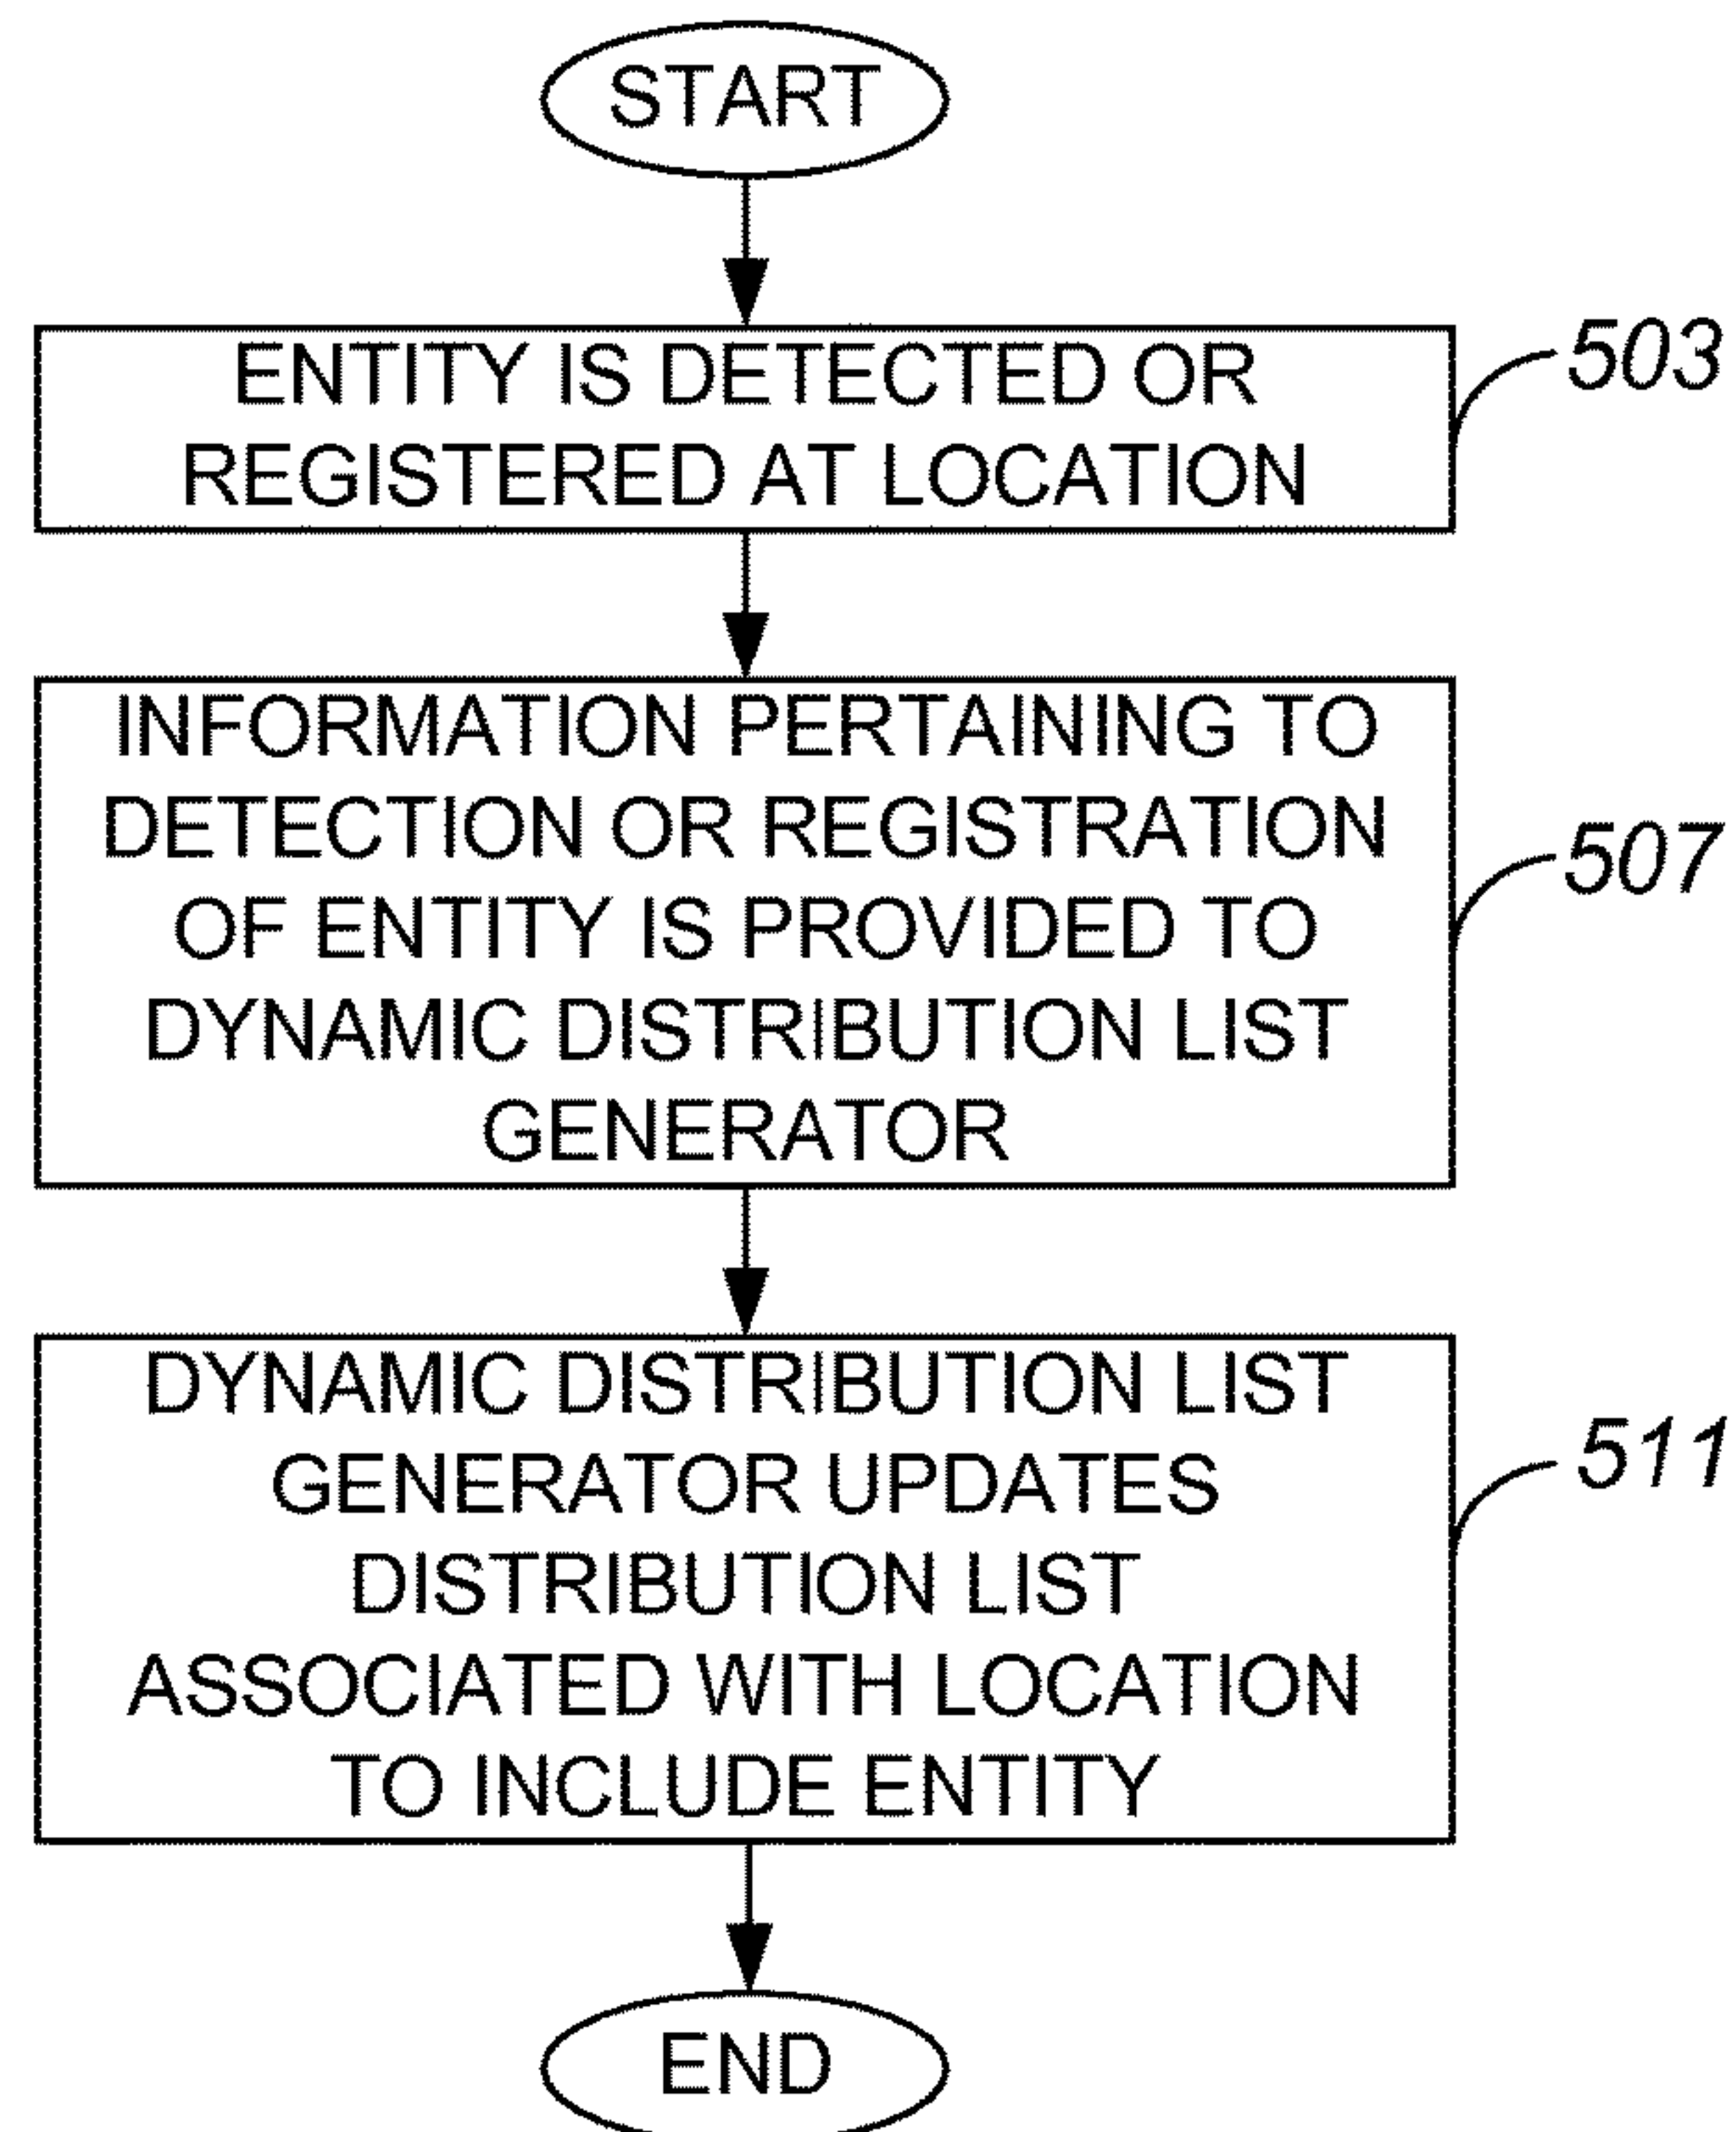 START
ENTITY IS DETECTED OR
REGISTERED AT LOCATION
503
INFORMATION PERTAINING TO
DETECTION OR REGISTRATION
OF ENTITY IS PROVIDED TO
DYNAMIC DISTRIBUTION LIST
GENERATOR
507
DYNAMIC DISTRIBUTION LIST
GENERATOR UPDATES
DISTRIBUTION LIST
ASSOCIATED WITH LOCATION
TO INCLUDE ENTITY
511
END